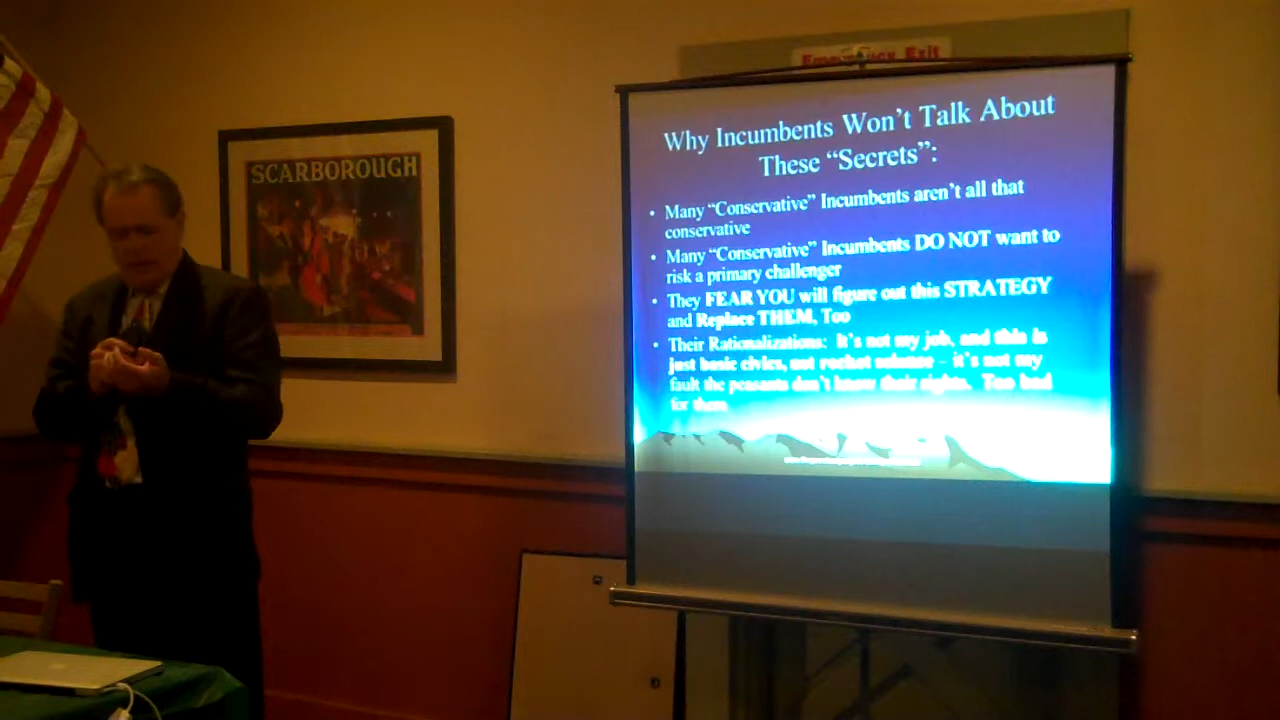 Emergency Exit
SCARBOROUGH
Why Incumbents Won't Talk About
These “Secrets”:
• Many “Conservative” Incumbents aren't all that
conservative
• Many “Conservative” Incumbents DO NOT want to
risk a primary challenger
• They FEAR YOU will figure out this STRATEGY
and Replace THEM, Too
• Their Rationalizations: It's not my job, and this is
just basic civics, not rocket science – it's not my
fault the peasants don't know their rights. Too bad
for them